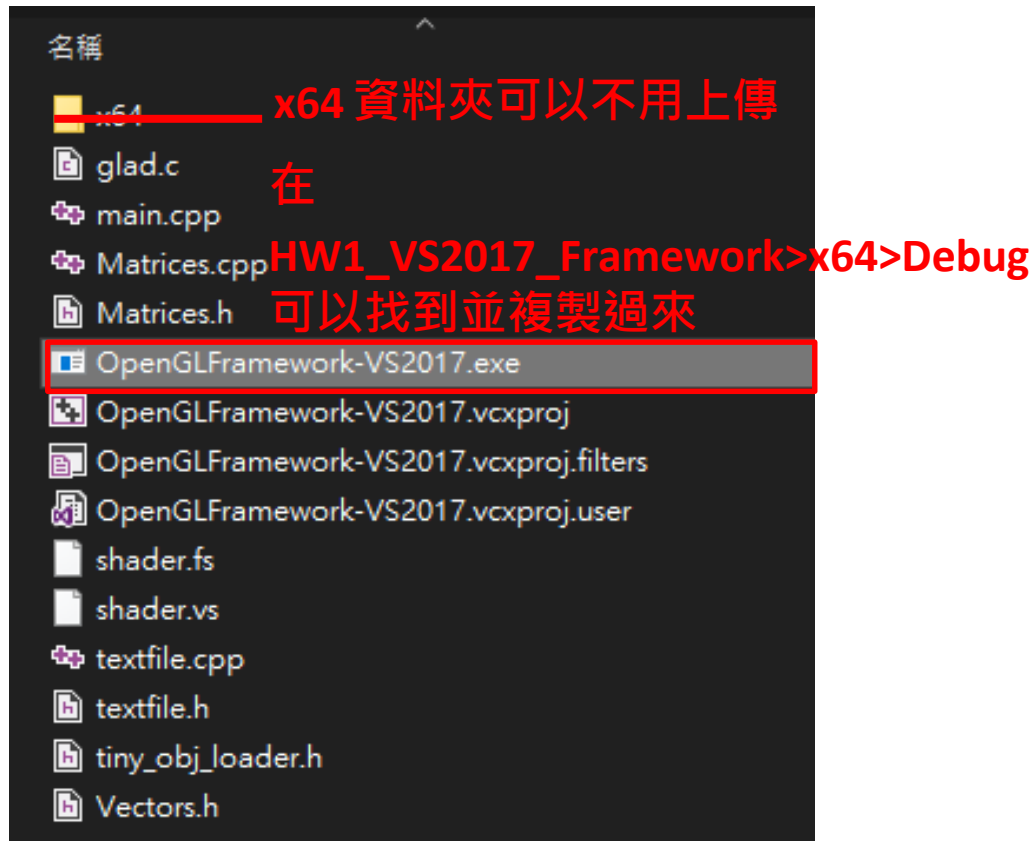 名稱
x64
x64 資料夾可以不用上傳
glad.c
在
main.cpp
Matrices.cpp
HW1_VS2017_Framework>x64>Debug
Matrices.h
可以找到並複製過來
OpenGLFramework-VS2017.exe
OpenGLFramework-VS2017.vcxproj
OpenGLFramework-VS2017.vcxproj.filters
OpenGLFramework-VS2017.vcxproj.user
shader.fs
shader.vs
textfile.cpp
textfile.h
tiny_obj_loader.h
Vectors.h